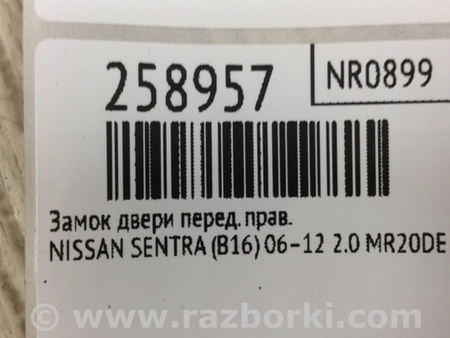 258957
NR0899
Замок двери перед. прав.
NISSAN SENTRA (B16) 06-12 2.0 MR20DE
© www.razborki.com